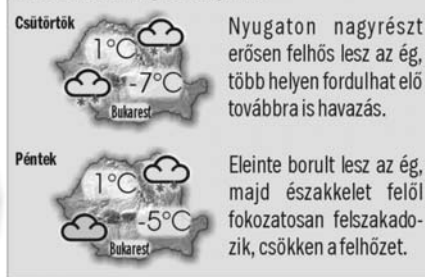 Csütörtök
1°C
-7°C
Bukarest
Nyugaton nagyrészt
erősen felhős lesz az ég,
több helyen fordulhat elő
továbbra is havazás.
Péntek
1°C
-5°C
Bukarest
Eleinte borult lesz az ég,
majd északkelet felől
fokozatosan felszakado-
zik, csökken a felhőzet.